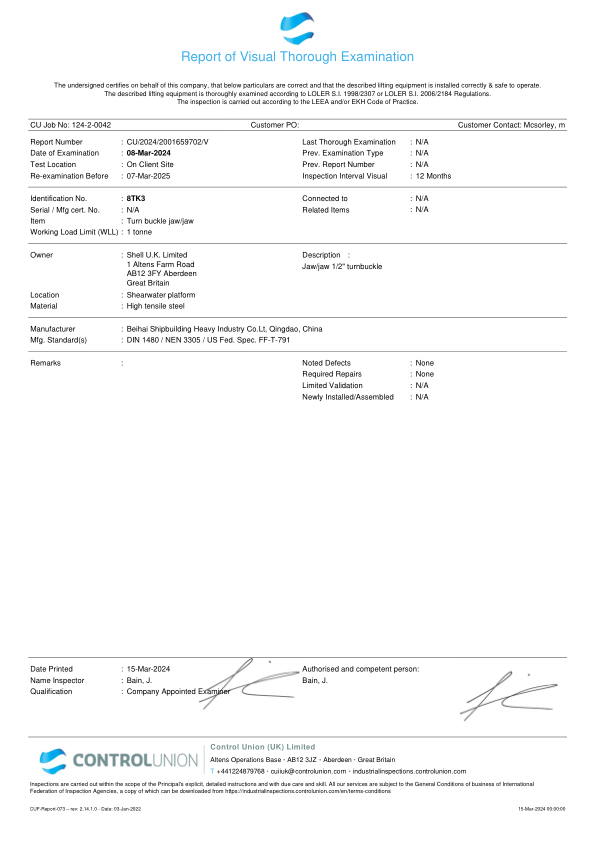 Report of Visual Thorough Examination
The undersigned certifies on behalf of this company, that below particulars are correct and that the described lifting equipment is installed correctly & safe to operate.
The described lifting equipment is thoroughly examined according to LOLER S.I. 1998/2307 or LOLER S.I. 2006/2184 Regulations.
The inspection is carried out according to the LEEA and/or EKH Code of Practice.
CU Job No: 124-2-0042 Customer PO: Customer Contact: Mcsorley, m
Report Number : CU/2024/2001659702/V Last Thorough Examination : N/A
Date of Examination : 08-Mar-2024 Prev. Examination Type : N/A
Test Location : On Client Site Prev. Report Number : N/A
Re-examination Before : 07-Mar-2025 Inspection Interval Visual : 12 Months
Identification No. : 8TK3 Connected to : N/A
Serial / Mfg cert. No. : N/A Related Items : N/A
Item : Turn buckle jaw/jaw
Working Load Limit (WLL) : 1 tonne
Owner : Shell U.K. Limited Description :
1 Altens Farm Road Jaw/jaw 1/2" turnbuckle
AB12 3FY Aberdeen
Great Britain
Location : Shearwater platform
Material : High tensile steel
Manufacturer : Beihai Shipbuilding Heavy Industry Co.Lt, Qingdao, China
Mfg. Standard(s) : DIN 1480 / NEN 3305 / US Fed. Spec. FF-T-791
Remarks : Noted Defects : None
Required Repairs : None
Limited Validation : N/A
Newly Installed/Assembled : N/A
Date Printed : 15-Mar-2024 Authorised and competent person:
Name Inspector : Bain, J. Bain, J.
Qualification : Company Appointed Examiner
CONTROLUNION
Control Union (UK) Limited
Altens Operations Base · AB12 3JZ · Aberdeen · Great Britain
T +441224879768 · cuiiuk@controlunion.com · industrialinspections.controlunion.com
Inspections are carried out within the scope of the Principal's explicit, detailed instructions and with due care and skill. All our services are subject to the General Conditions of business of International
Federation of Inspection Agencies, a copy of which can be downloaded from https://industrialinspections.controlunion.com/en/terms-conditions
CUF-Report-073 – rev: 2.14.1.0 - Date: 03-Jan-2022 15-Mar-2024 00:00:00